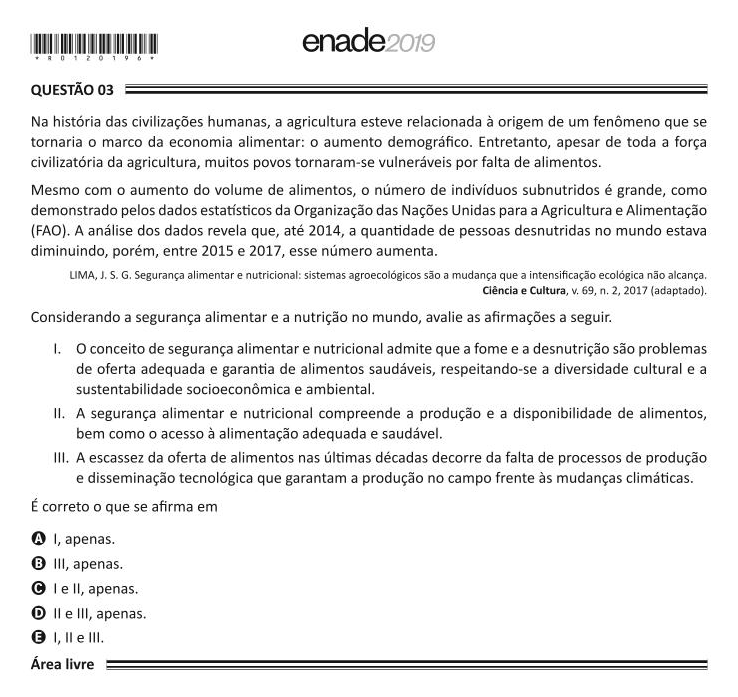 enade2019
* R 0 1 2 0 1 9 6 *
QUESTÃO 03
Na história das civilizações humanas, a agricultura esteve relacionada à origem de um fenômeno que se
tornaria o marco da economia alimentar: o aumento demográfico. Entretanto, apesar de toda a força
civilizatória da agricultura, muitos povos tornaram-se vulneráveis por falta de alimentos.
Mesmo com o aumento do volume de alimentos, o número de indivíduos subnutridos é grande, como
demonstrado pelos dados estatísticos da Organização das Nações Unidas para a Agricultura e Alimentação
(FAO). A análise dos dados revela que, até 2014, a quantidade de pessoas desnutridas no mundo estava
diminuindo, porém, entre 2015 e 2017, esse número aumenta.
LIMA, J. S. G. Segurança alimentar e nutricional: sistemas agroecológicos são a mudança que a intensificação ecológica não alcança.
Ciência e Cultura, v. 69, n. 2, 2017 (adaptado).
Considerando a segurança alimentar e a nutrição no mundo, avalie as afirmações a seguir.
I. O conceito de segurança alimentar e nutricional admite que a fome e a desnutrição são problemas
de oferta adequada e garantia de alimentos saudáveis, respeitando-se a diversidade cultural e a
sustentabilidade socioeconômica e ambiental.
II. A segurança alimentar e nutricional compreende a produção e a disponibilidade de alimentos,
bem como o acesso à alimentação adequada e saudável.
III. A escassez da oferta de alimentos nas últimas décadas decorre da falta de processos de produção
e disseminação tecnológica que garantam a produção no campo frente às mudanças climáticas.
É correto o que se afirma em
A I, apenas.
B III, apenas.
C I e II, apenas.
D II e III, apenas.
E I, II e III.
Área livre